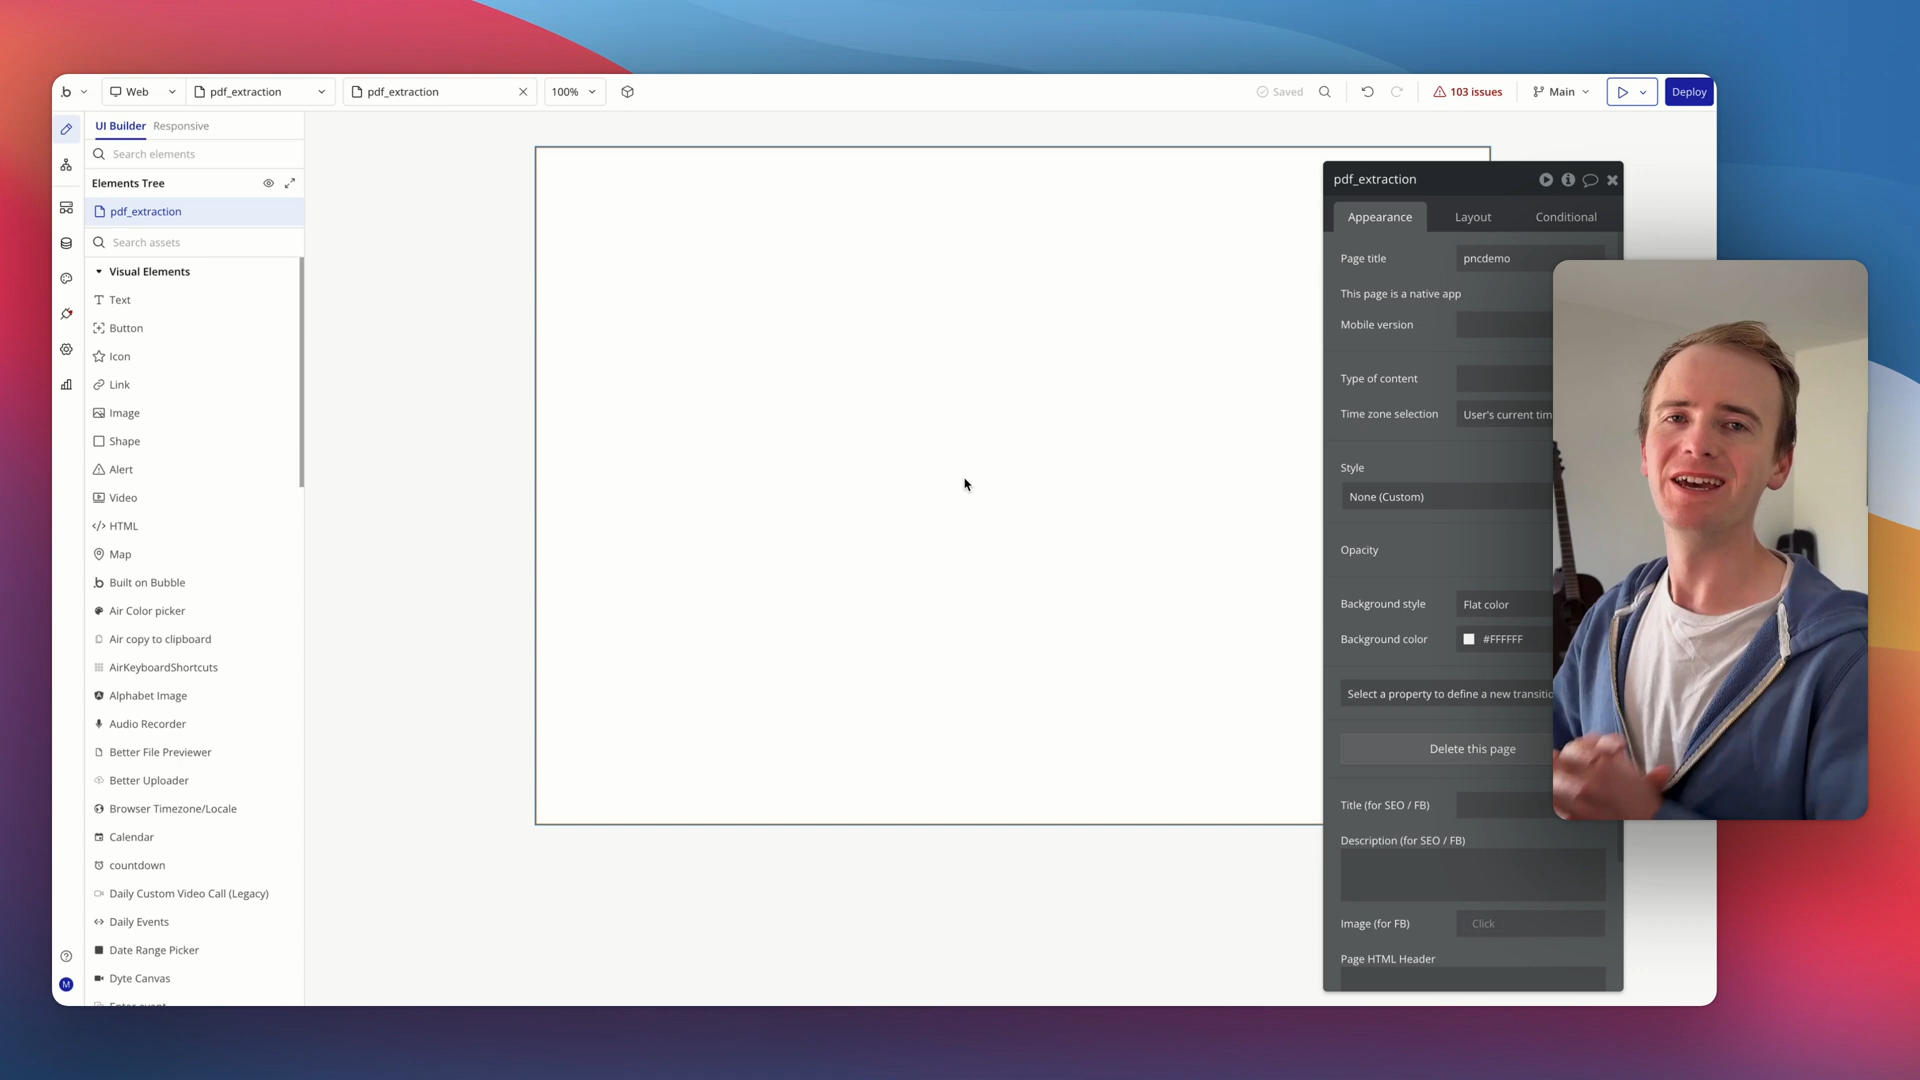 Web
pdf_extraction
pdf_extraction
100%
Saved
103 issues
Main
Deploy
UI Builder
Responsive
Search elements
Elements Tree
pdf_extraction
Search assets
Visual Elements
Text
Button
Icon
Link
Image
Shape
Alert
Video
HTML
Map
Built on Bubble
Air Color picker
Air copy to clipboard
AirKeyboardShortcuts
Alphabet Image
Audio Recorder
Better File Previewer
Better Uploader
Browser Timezone/Locale
Calendar
countdown
Daily Custom Video Call (Legacy)
Daily Events
Date Range Picker
Dyte Canvas
M
pdf_extraction
Appearance
Layout
Conditional
Page title
pncdemo
This page is a native app
Mobile version
Type of content
Time zone selection
User's current tim
Style
None (Custom)
Opacity
Background style
Flat color
Background color
#FFFFFF
Select a property to define a new transitio
Delete this page
Title (for SEO / FB)
Description (for SEO / FB)
Image (for FB)
Click
Page HTML Header